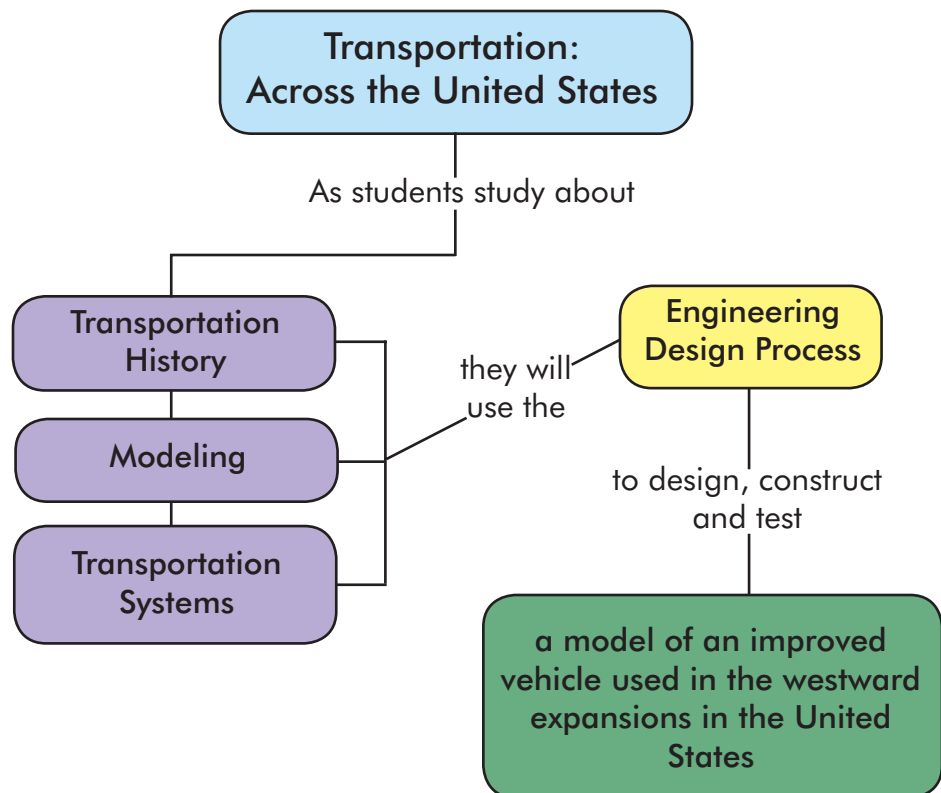 Transportation:
Across the United States
As students study about
Transportation
History
Modeling
Transportation
Systems
they will
use the
Engineering
Design Process
to design, construct
and test
a model of an improved
vehicle used in the westward
expansions in the United
States